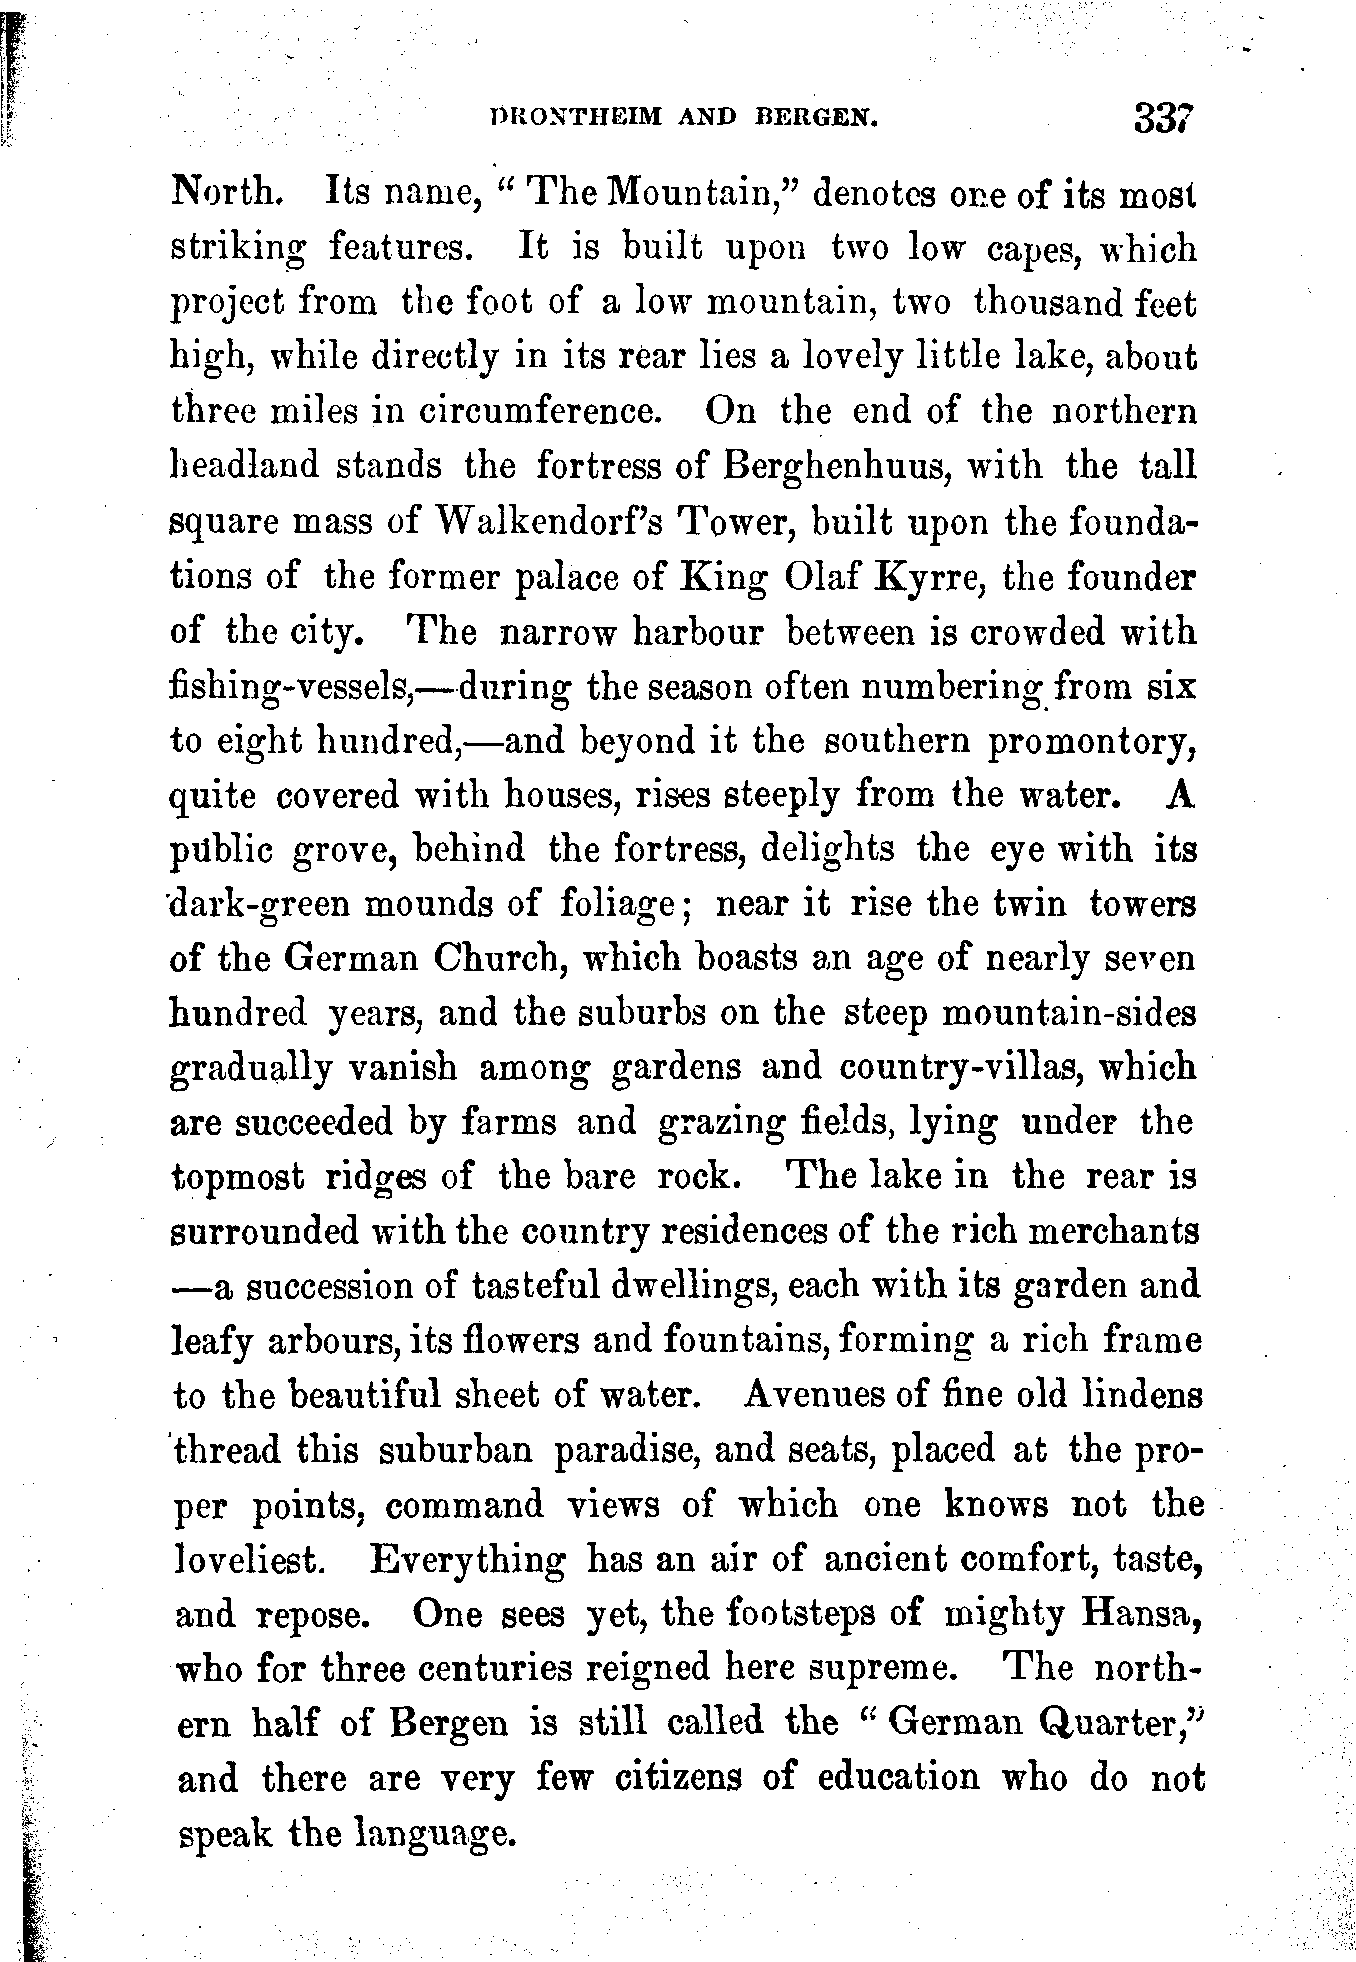 DRONTHEIM AND BERGEN. 337
North. Its name, “ The Mountain,” denotes one of its most
striking features. It is built upon two low capes, which
project from the foot of a low mountain, two thousand feet
high, while directly in its rear lies a lovely little lake, about
three miles in circumference. On the end of the northern
headland stands the fortress of Berghenhuus, with the tall
square mass of Walkendorf’s Tower, built upon the founda-
tions of the former palace of King Olaf Kyrre, the founder
of the city. The narrow harbour between is crowded with
fishing-vessels,—during the season often numbering from six
to eight hundred,—and beyond it the southern promontory,
quite covered with houses, rises steeply from the water. A
public grove, behind the fortress, delights the eye with its
dark-green mounds of foliage; near it rise the twin towers
of the German Church, which boasts an age of nearly seven
hundred years, and the suburbs on the steep mountain-sides
gradually vanish among gardens and country-villas, which
are succeeded by farms and grazing fields, lying under the
topmost ridges of the bare rock. The lake in the rear is
surrounded with the country residences of the rich merchants
—a succession of tasteful dwellings, each with its garden and
leafy arbours, its flowers and fountains, forming a rich frame
to the beautiful sheet of water. Avenues of fine old lindens
thread this suburban paradise, and seats, placed at the pro-
per points, command views of which one knows not the
loveliest. Everything has an air of ancient comfort, taste,
and repose. One sees yet, the footsteps of mighty Hansa,
who for three centuries reigned here supreme. The north-
ern half of Bergen is still called the “ German Quarter,”
and there are very few citizens of education who do not
speak the language.